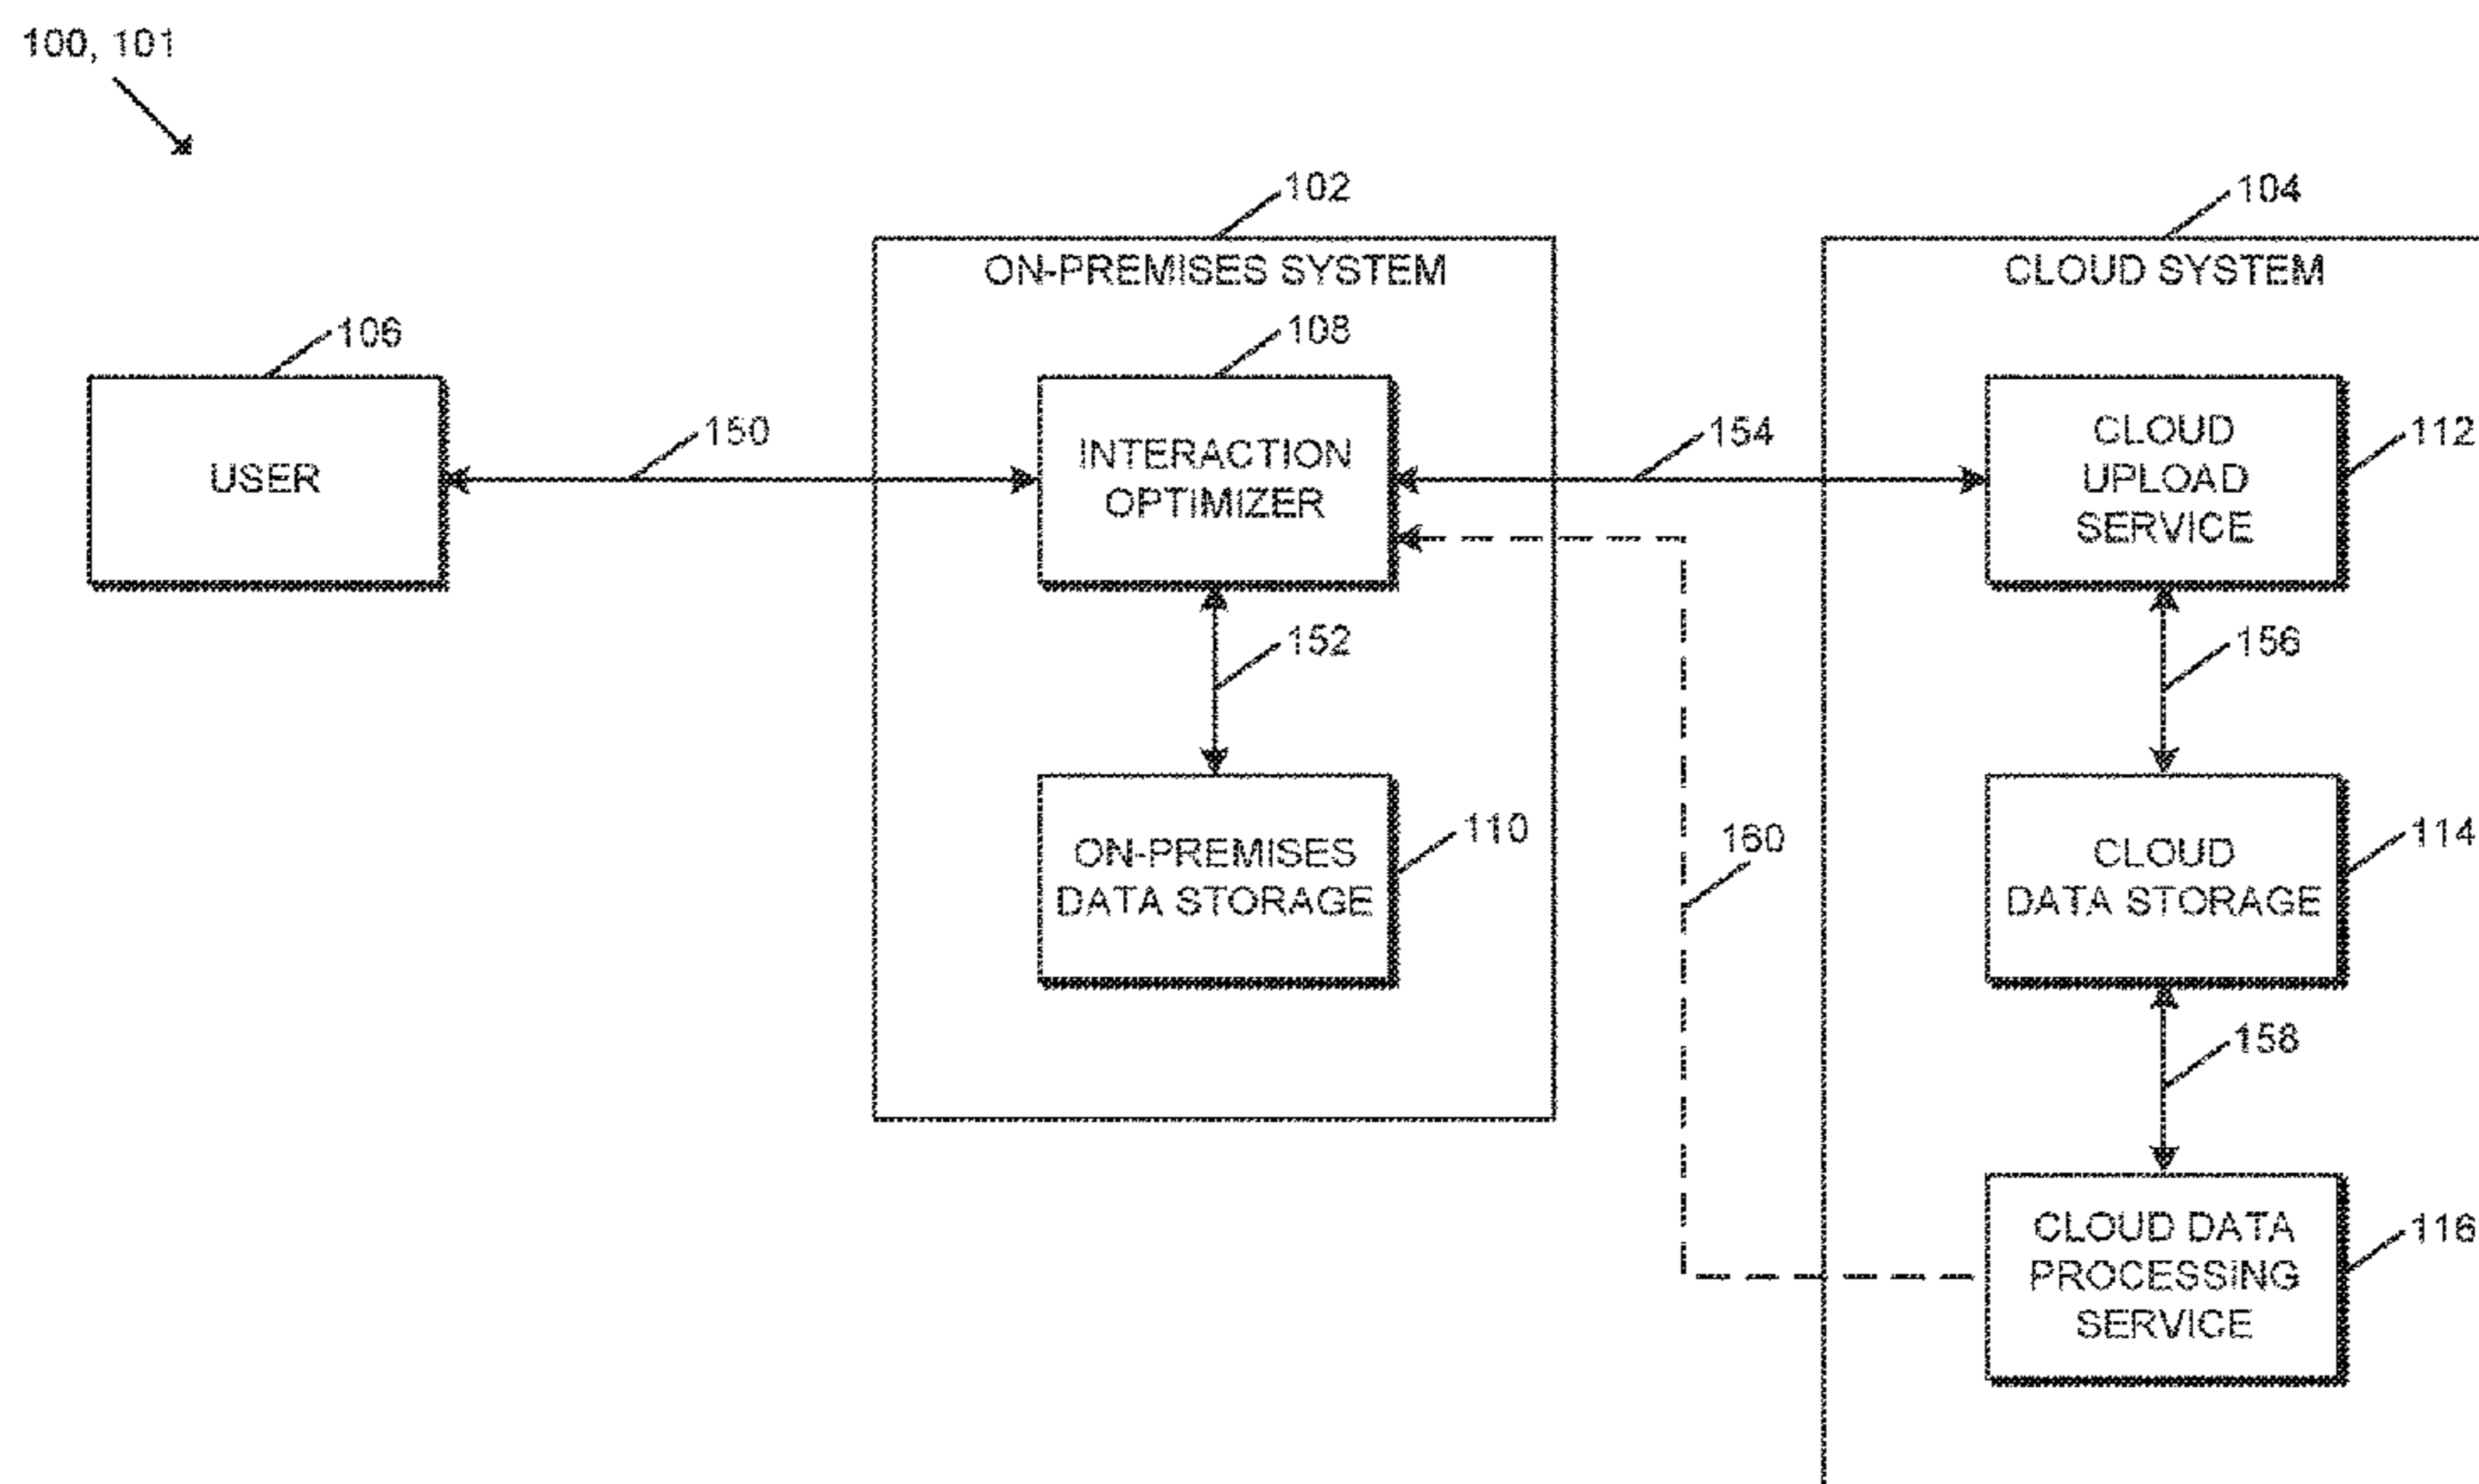 100, 101
102
104
ON-PREMISES SYSTEM
CLOUD SYSTEM
106
108
USER
150
INTERACTION
OPTIMIZER
154
CLOUD
UPLOAD
SERVICE
112
152
156
ON-PREMISES
DATA STORAGE
110
160
CLOUD
DATA STORAGE
114
158
CLOUD DATA
PROCESSING
SERVICE
116